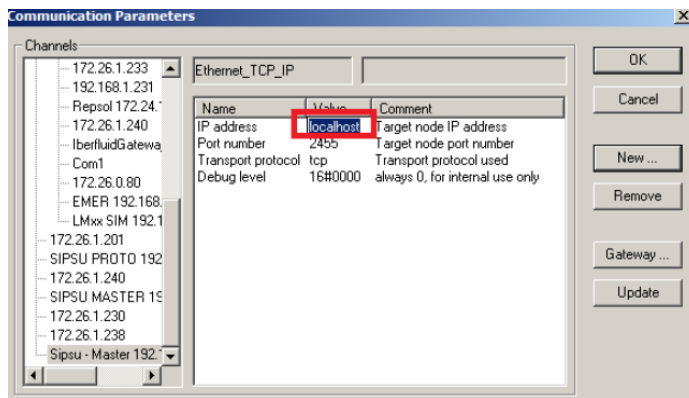 Communication Parameters
Channels
172.26.1.233
192.168.1.231
Repsol 172.24.
172.26.1.240
IberfluidGatewa
Com1
172.26.0.80
EMER 192.168.
LMxx SIM 192.1
172.26.1.201
SIPSU PROTO 192
172.26.1.240
SIPSU MASTER 19
172.26.1.230
172.26.1.238
Sipsu - Master 192.
Ethernet_TCP_IP
Name Value Comment
IP address localhost Target node IP address
Port number 2455 Target node port number
Transport protocol tcp Transport protocol used
Debug level 16#0000 always 0, for internal use only
OK
Cancel
New ...
Remove
Gateway ...
Update